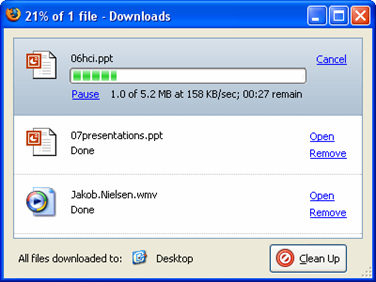 21% of 1 file - Downloads
06hci.ppt
Cancel
Pause 1.0 of 5.2 MB at 158 KB/sec; 00:27 remain
07presentations.ppt
Open
Done
Remove
Jakob.Nielsen.wmv
Open
Done
Remove
All files downloaded to: Desktop
Clean Up